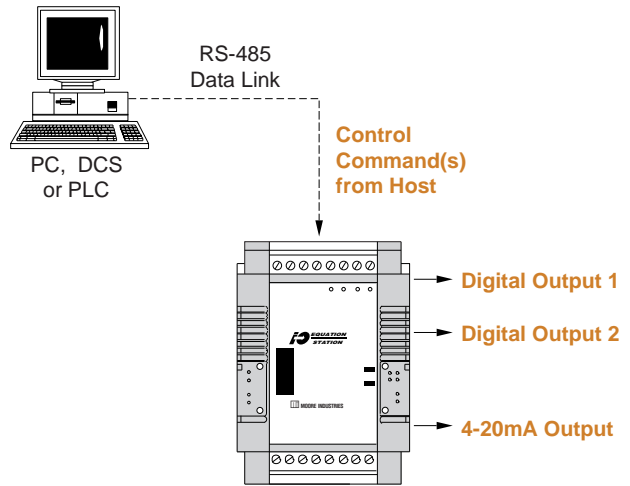 RS-485
Data Link
PC, DCS
or PLC
Control
Command(s)
from Host
Digital Output 1
Digital Output 2
4-20mA Output
EQUATION
STATION
MOORE INDUSTRIES